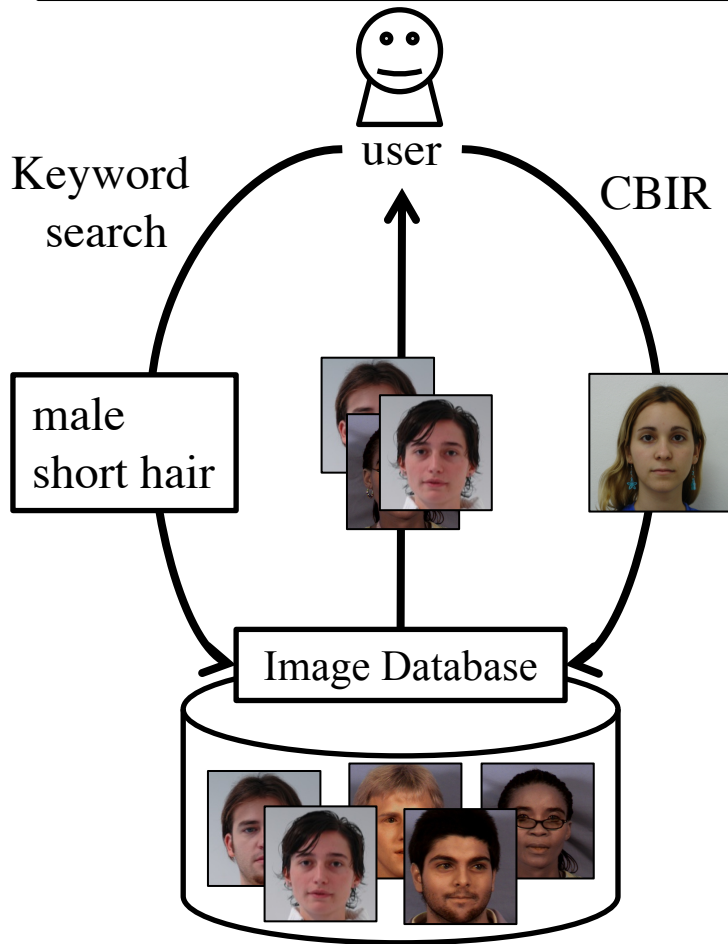 user
Keyword
search
CBIR
male
short hair
Image Database